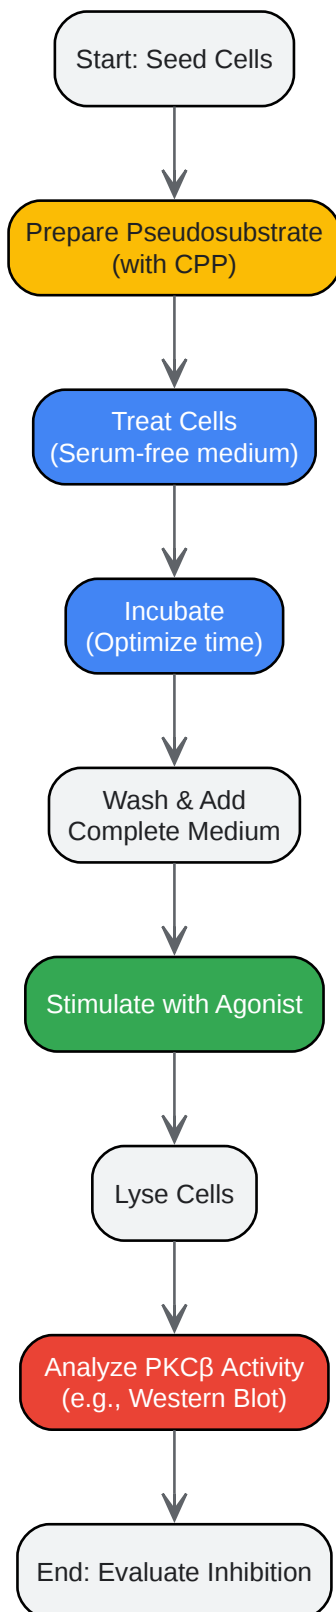 Start: Seed Cells
Prepare Pseudosubstrate
(with CPP)
Treat Cells
(Serum-free medium)
Incubate
(Optimize time)
Wash & Add
Complete Medium
Stimulate with Agonist
Lyse Cells
Analyze PKCβ Activity
(e.g., Western Blot)
End: Evaluate Inhibition